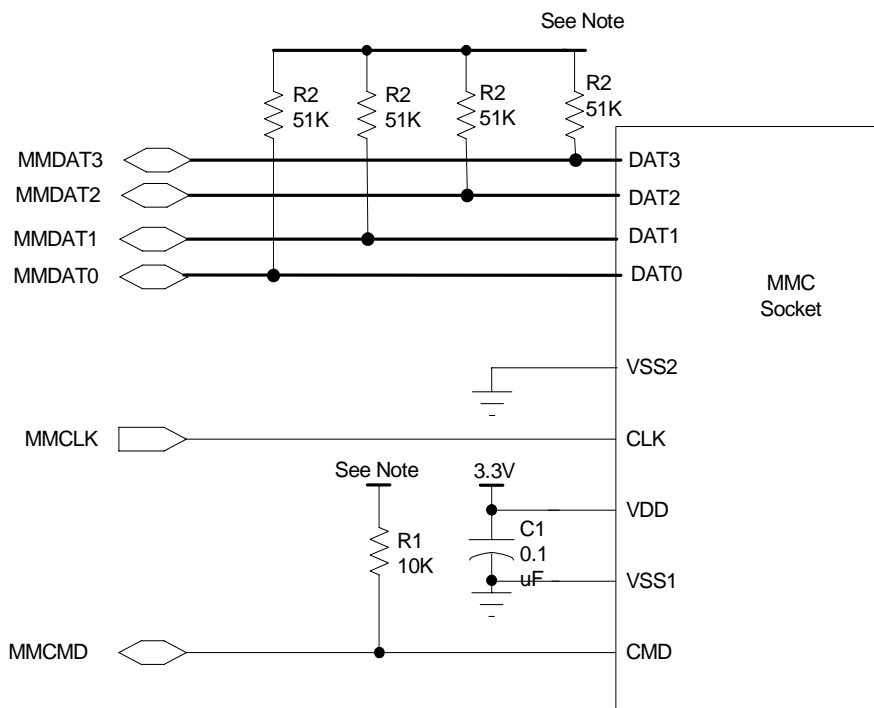 See Note
R2
51K
R2
51K
R2
51K
R2
51K
MMDAT3
DAT3
MMDAT2
DAT2
MMDAT1
DAT1
MMDAT0
DAT0
MMC
Socket
VSS2
MMCLK
CLK
See Note
3.3V
VDD
R1
10K
C1
0.1
uF
VSS1
MMCMD
CMD